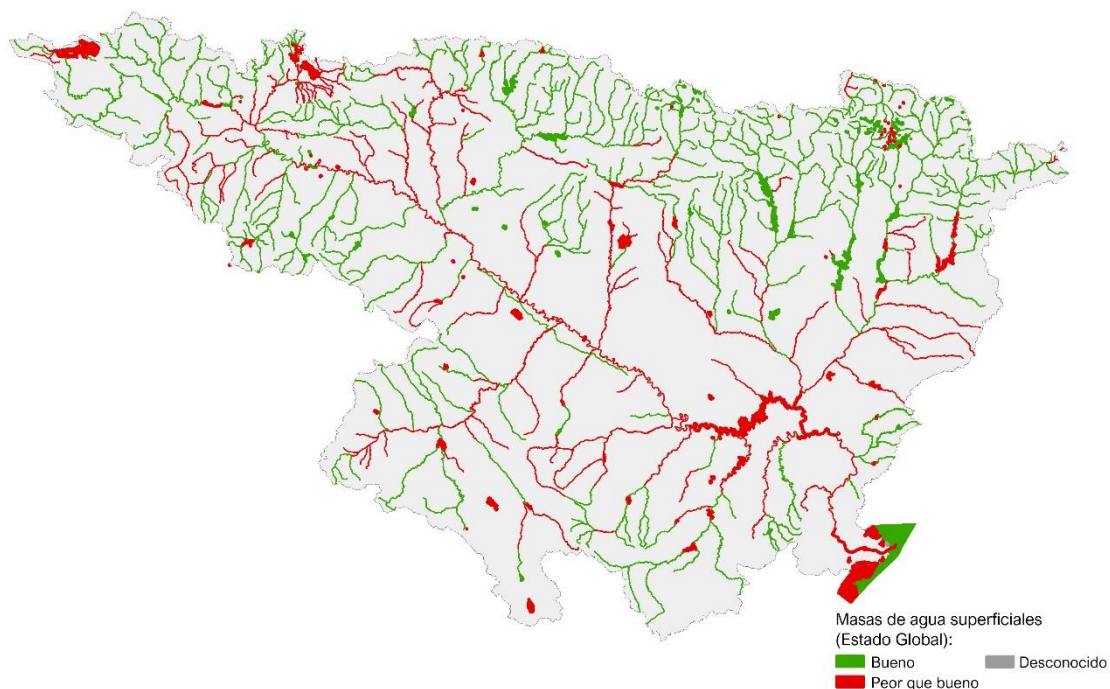 Masas de agua superficiales
(Estado Global):
Bueno
Desconocido
Peor que bueno